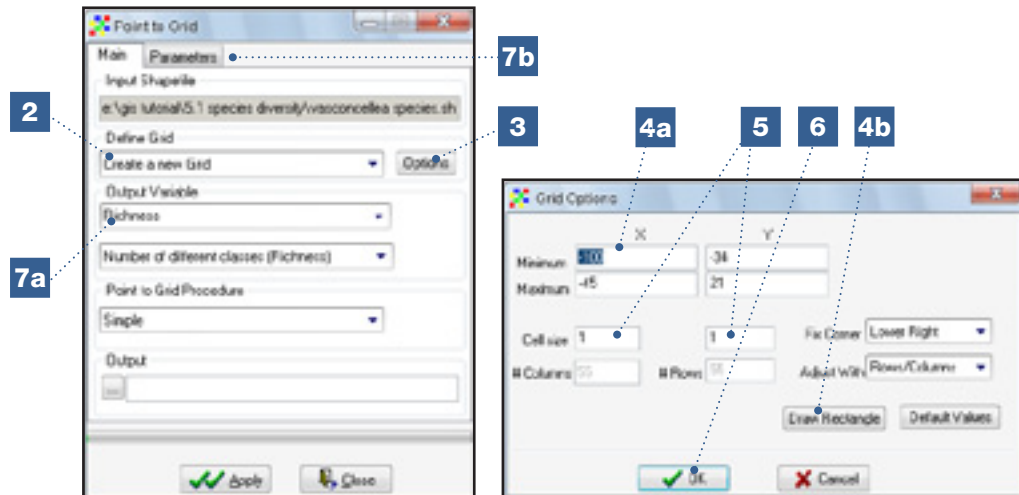 Point to Grid
Main Parameters
7b
Input Shapefile
e:\gis tutorial\5.1 species diversity\vasconcellea species.sh
2
Define Grid
Create a new Grid
Options
3
Output Variable
Richness
Number of different classes (Richness)
7a
Point to Grid Procedure
Simple
Output
...
Apply Close
4a 5 6 4b
Grid Options
X Y
Minimum -100 -34
Maximum -45 21
Cell size 1 1 Fix Corner Lower Right
# Columns 55 # Rows 55 Adjust With Rows/Columns
Draw Rectangle Default Values
OK Cancel